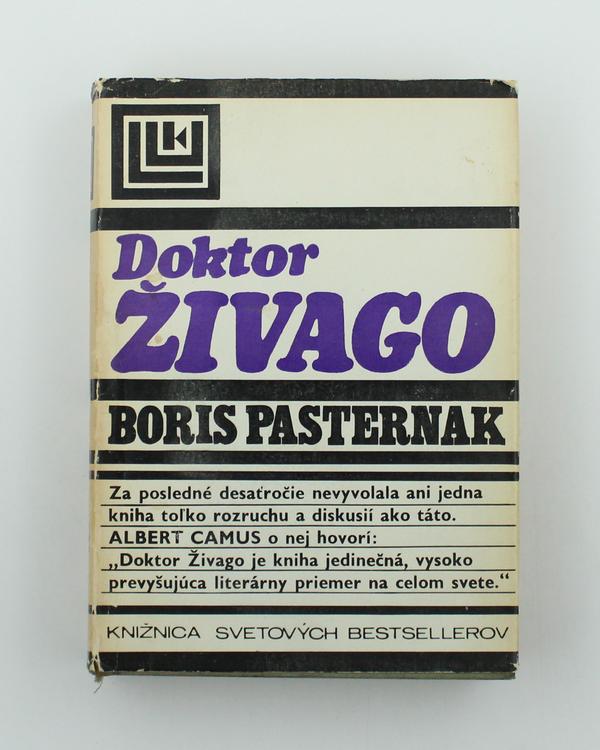 Doktor
ŽIVAGO
BORIS PASTERNAK
Za posledné desaťročie nevyvolala ani jedna
kniha toľko rozruchu a diskusií ako táto.
ALBERT CAMUS o nej hovorí:
„Doktor Živago je kniha jedinečná, vysoko
prevyšujúca literárny priemer na celom svete.“
KNIŽNICA SVETOVÝCH BESTSELLEROV